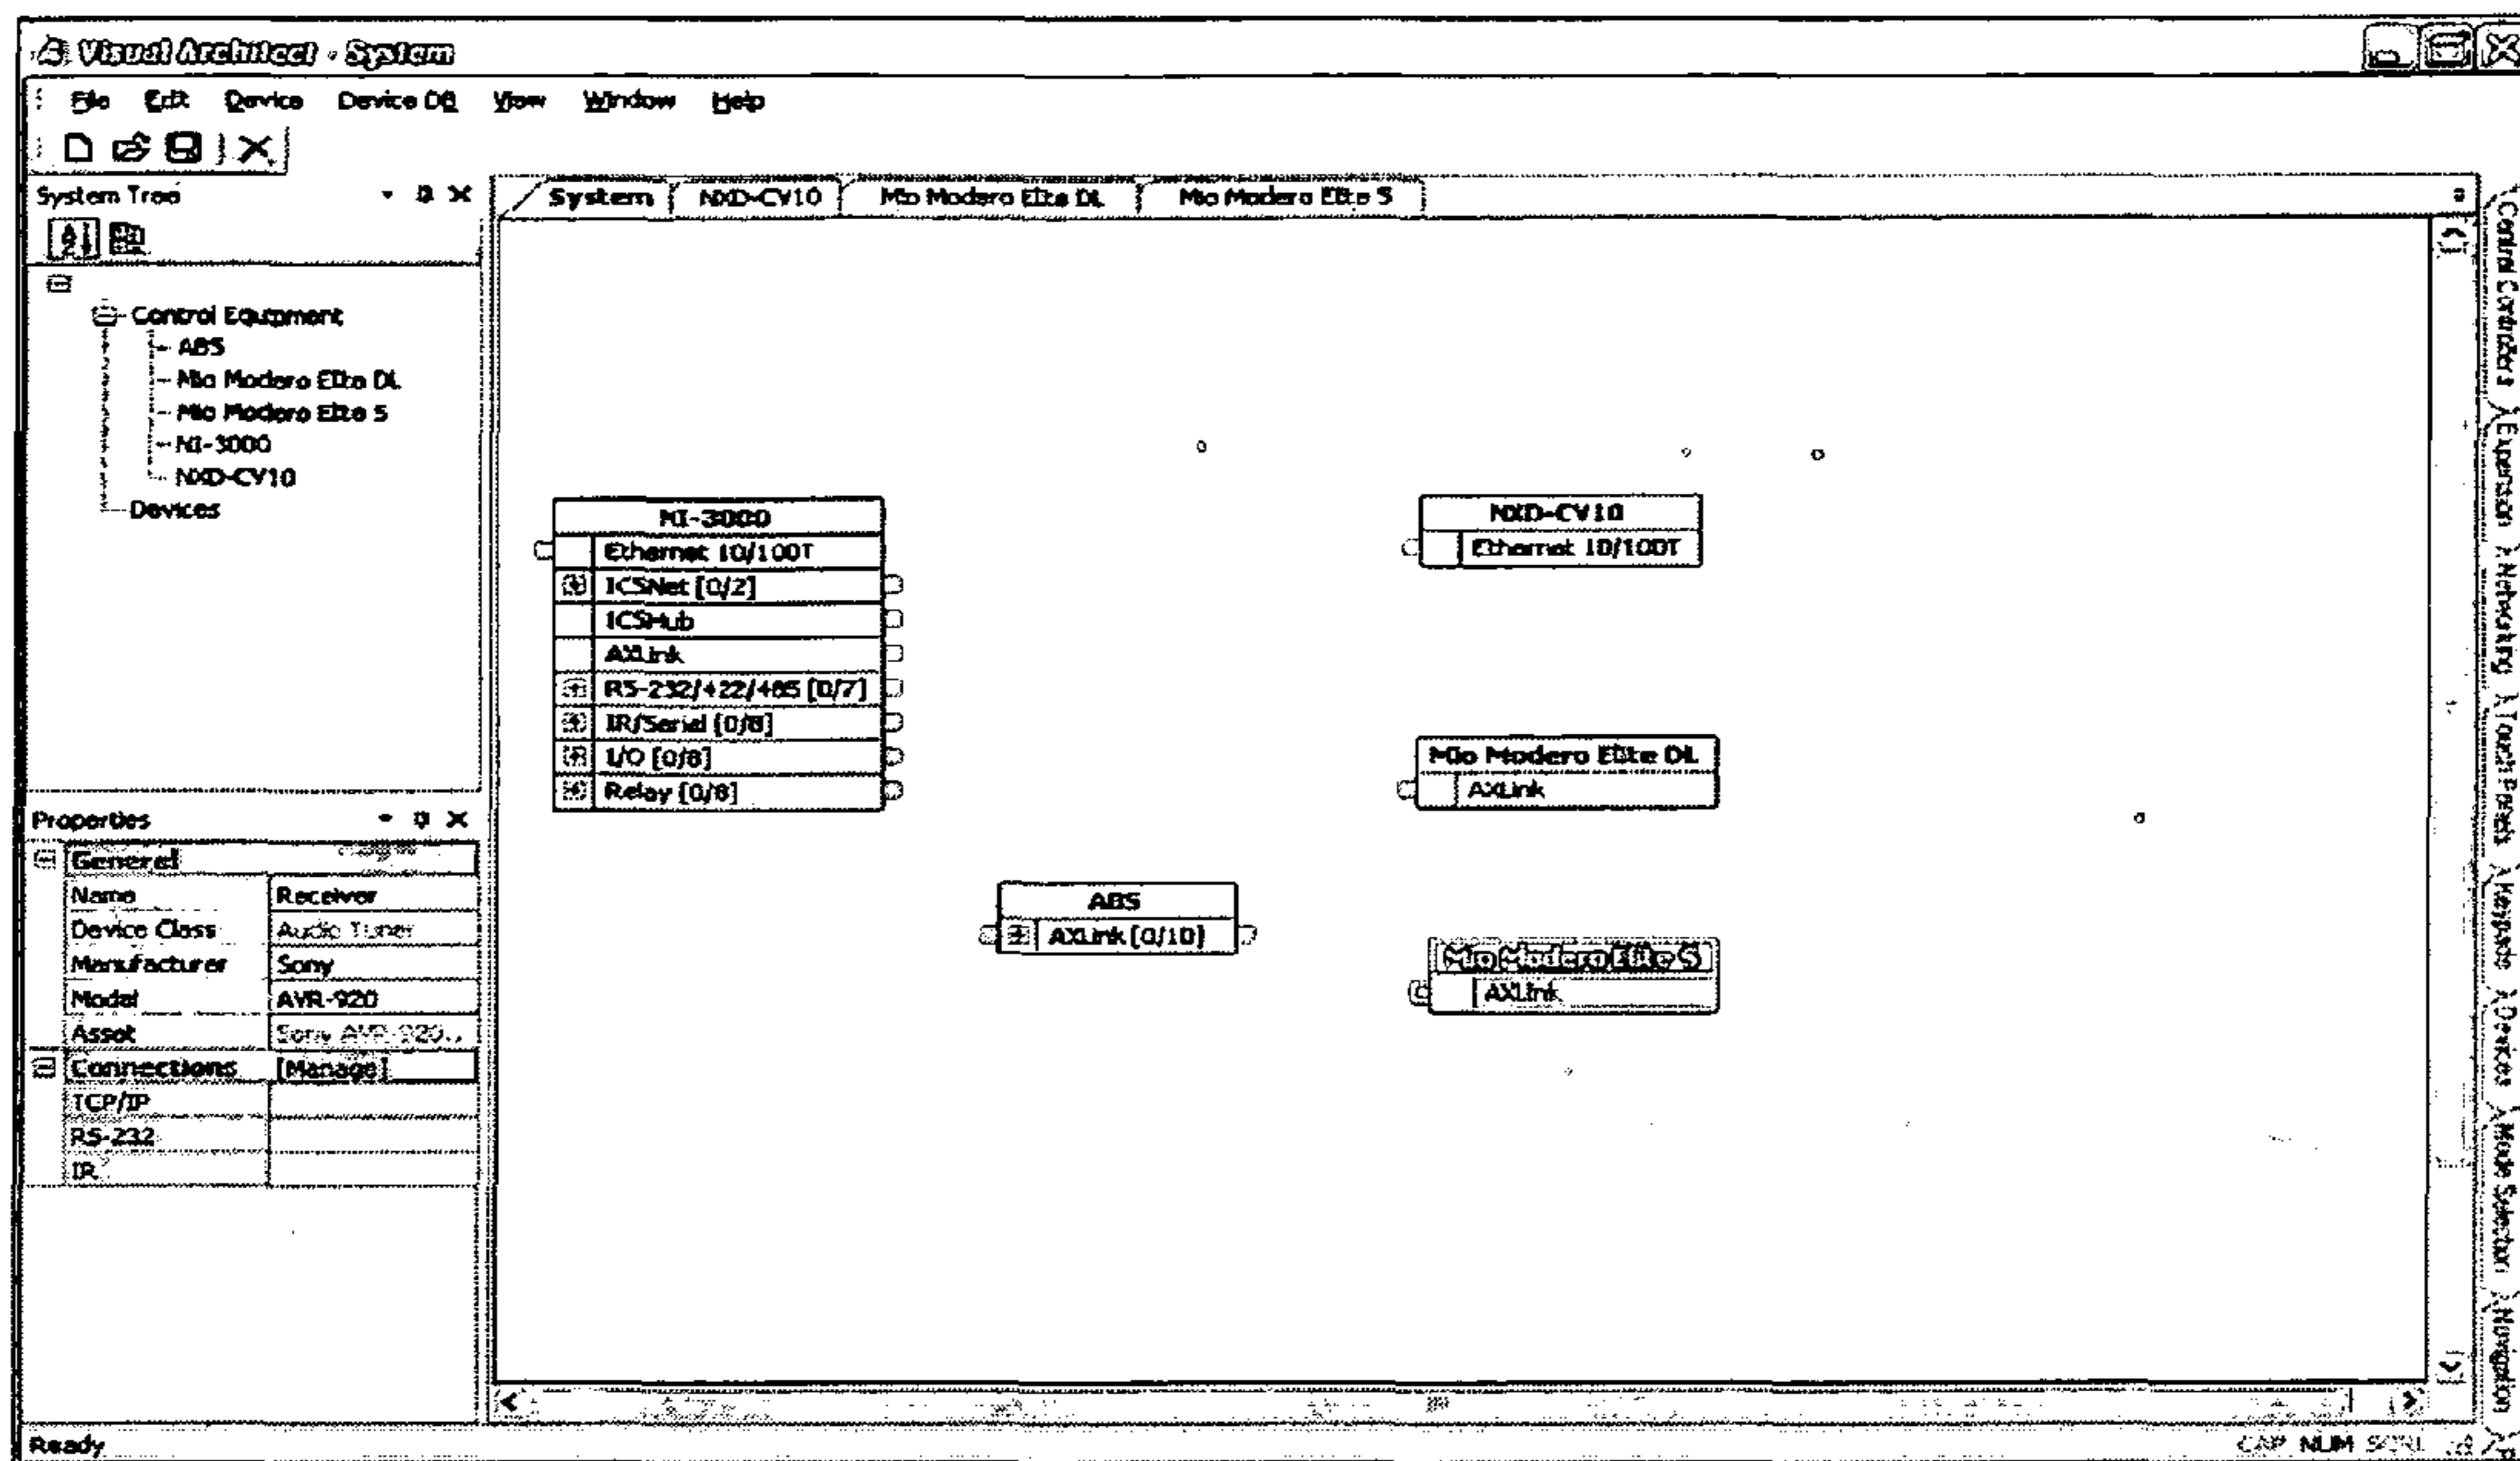 Visual Architect - System
File Edit Device Device DB View Window Help
System Tree
Control Equipment
ABS
Mio Modero Elite DL
Mio Modero Elite S
NI-3000
NXD-CV10
Devices
Properties
General
Name Receiver
Device Class Audio Tuner
Manufacturer Sony
Model AVR-920
Asset Sony AVR-920..
Connections [Manage]
TCP/IP
RS-232
IR
System NXD-CV10 Mio Modero Elite DL Mio Modero Elite S
NI-3000
Ethernet 10/100T
ICSNet [0/2]
ICSHub
AXLink
RS-232/422/485 [0/7]
IR/Serial [0/8]
I/O [0/8]
Relay [0/8]
NXD-CV10
Ethernet 10/100T
Mio Modero Elite DL
AXLink
ABS
AXLink [0/10]
Mio Modero Elite S
AXLink
Central Controllers
Expansion
Networking
Touch Panels
Keypads
Devices
Mode Selection
Navigation
Ready
CAP NUM SCRL